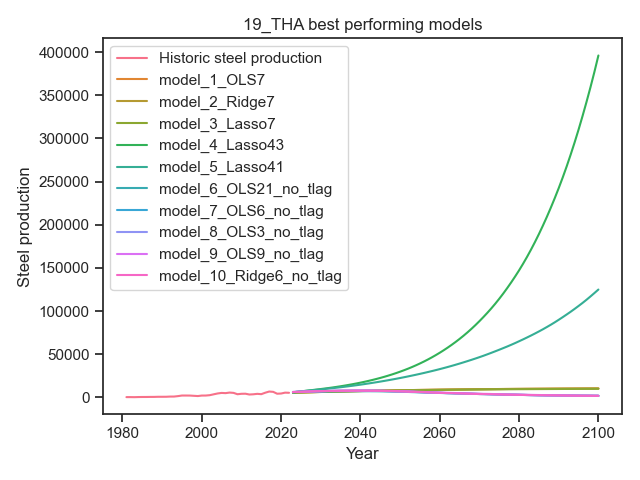 19_THA best performing models
Steel production
400000
350000
300000
250000
200000
150000
100000
50000
0
Historic steel production
model_1_OLS7
model_2_Ridge7
model_3_Lasso7
model_4_Lasso43
model_5_Lasso41
model_6_OLS21_no_tlag
model_7_OLS6_no_tlag
model_8_OLS3_no_tlag
model_9_OLS9_no_tlag
model_10_Ridge6_no_tlag
1980 2000 2020 2040 2060 2080 2100
Year